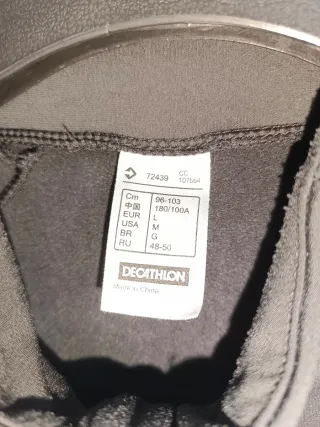 72439 CC 107564
Cm 96-103
中国 180/100A
EUR L
USA M
BR G
RU 48-50
DECATHLON
Made in China